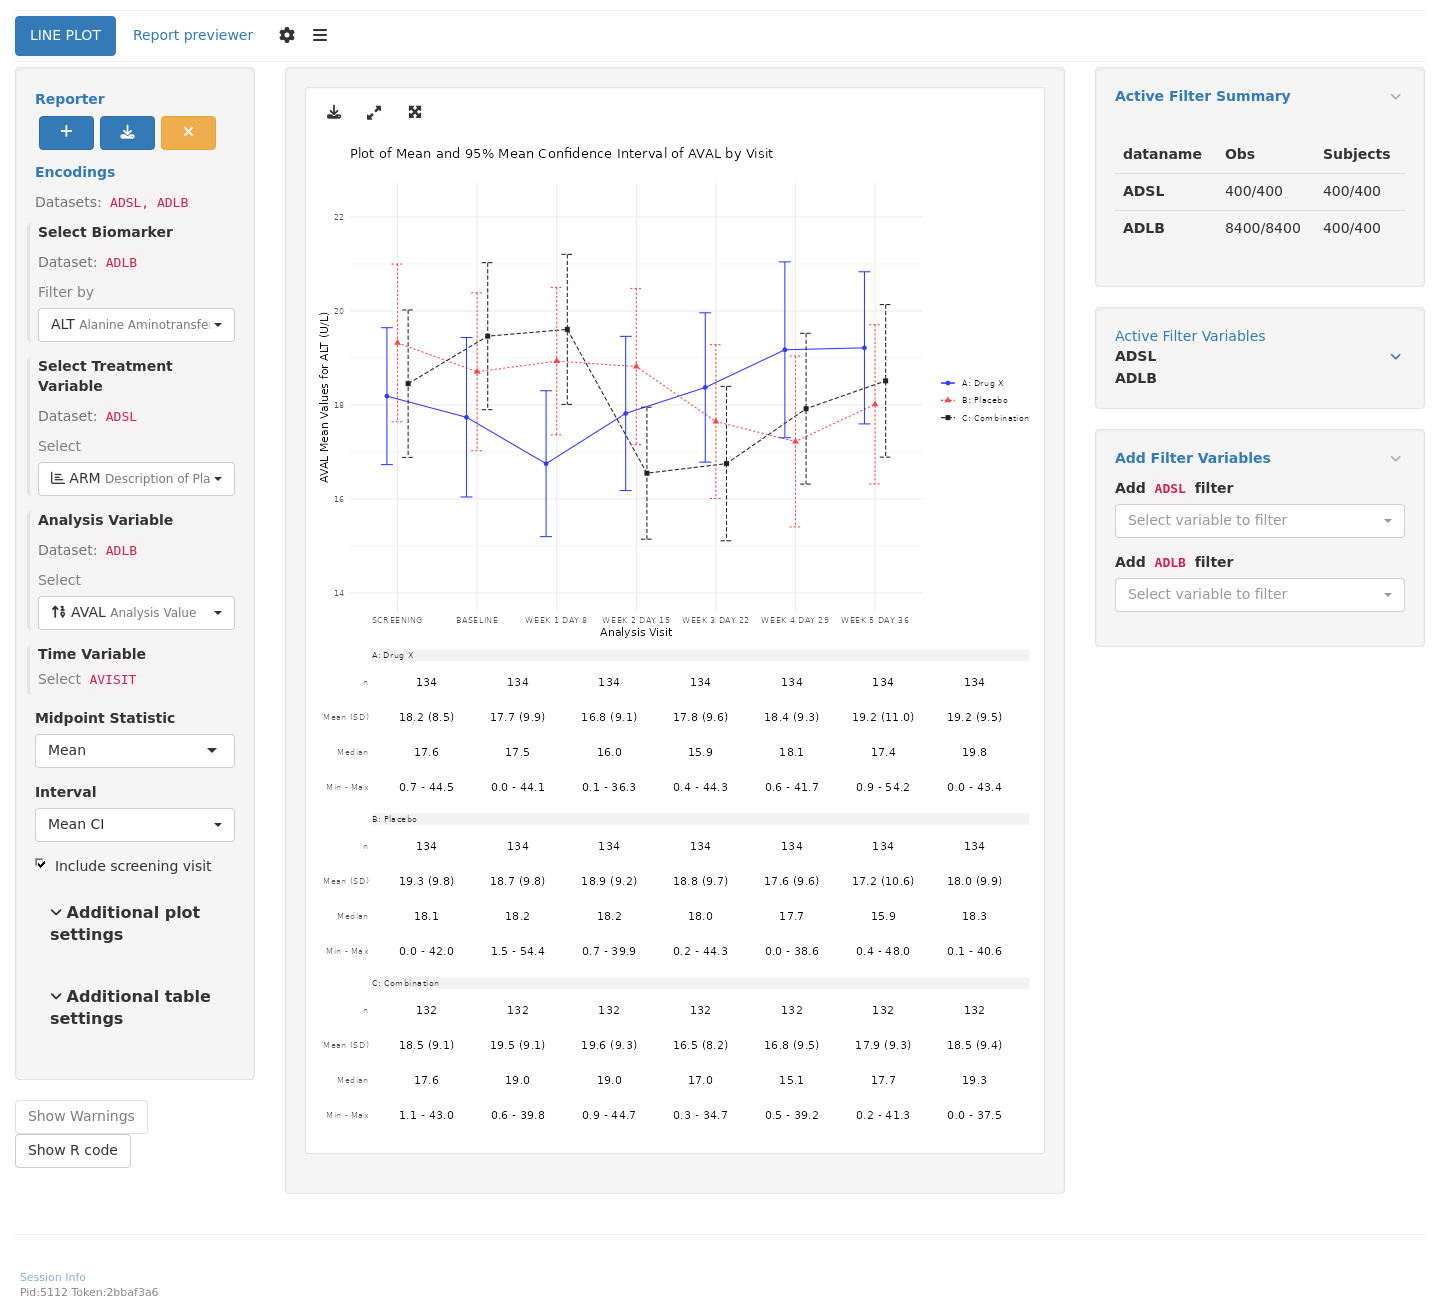 LINE PLOT
Report previewer
Reporter
Encodings
Datasets: ADSL, ADLB
Select Biomarker
Dataset: ADLB
Filter by
ALT Alanine Aminotransfe
Select Treatment
Variable
Dataset: ADSL
Select
ARM Description of Pla
Analysis Variable
Dataset: ADLB
Select
AVAL Analysis Value
Time Variable
Select AVISIT
Midpoint Statistic
Mean
Interval
Mean CI
Include screening visit
Additional plot
settings
Additional table
settings
Show Warnings
Show R code
Plot of Mean and 95% Mean Confidence Interval of AVAL by Visit
AVAL Mean Values for ALT (U/L)
22
20
18
16
14
SCREENING BASELINE WEEK 1 DAY 8 WEEK 2 DAY 15 WEEK 3 DAY 22 WEEK 4 DAY 29 WEEK 5 DAY 36
Analysis Visit
A: Drug X
B: Placebo
C: Combination
A: Drug X
n 134 134 134 134 134 134 134
Mean (SD) 18.2 (8.5) 17.7 (9.9) 16.8 (9.1) 17.8 (9.6) 18.4 (9.3) 19.2 (11.0) 19.2 (9.5)
Median 17.6 17.5 16.0 15.9 18.1 17.4 19.8
Min - Max 0.7 - 44.5 0.0 - 44.1 0.1 - 36.3 0.4 - 44.3 0.6 - 41.7 0.9 - 54.2 0.0 - 43.4
B: Placebo
n 134 134 134 134 134 134 134
Mean (SD) 19.3 (9.8) 18.7 (9.8) 18.9 (9.2) 18.8 (9.7) 17.6 (9.6) 17.2 (10.6) 18.0 (9.9)
Median 18.1 18.2 18.2 18.0 17.7 15.9 18.3
Min - Max 0.0 - 42.0 1.5 - 54.4 0.7 - 39.9 0.2 - 44.3 0.0 - 38.6 0.4 - 48.0 0.1 - 40.6
C: Combination
n 132 132 132 132 132 132 132
Mean (SD) 18.5 (9.1) 19.5 (9.1) 19.6 (9.3) 16.5 (8.2) 16.8 (9.5) 17.9 (9.3) 18.5 (9.4)
Median 17.6 19.0 19.0 17.0 15.1 17.7 19.3
Min - Max 1.1 - 43.0 0.6 - 39.8 0.9 - 44.7 0.3 - 34.7 0.5 - 39.2 0.2 - 41.3 0.0 - 37.5
Active Filter Summary
dataname Obs Subjects
ADSL 400/400 400/400
ADLB 8400/8400 400/400
Active Filter Variables
ADSL
ADLB
Add Filter Variables
Add ADSL filter
Select variable to filter
Add ADLB filter
Select variable to filter
Session Info
Pid:5112 Token:2bbaf3a6